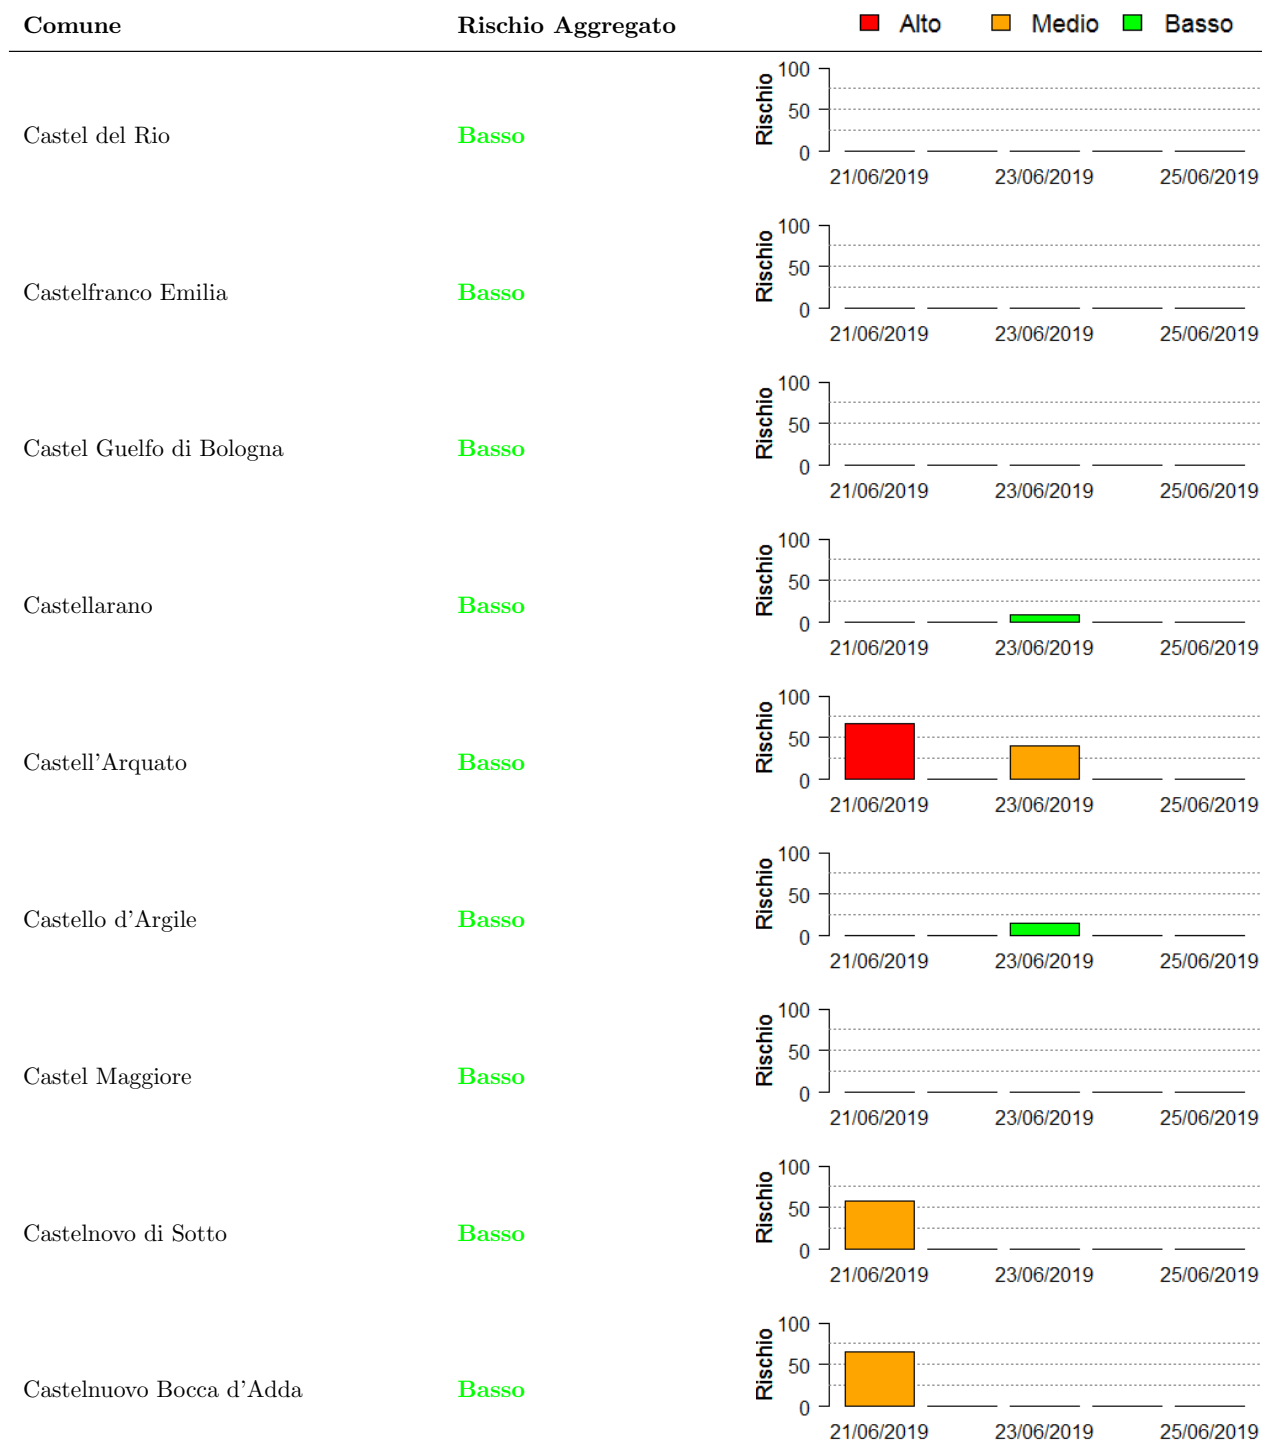 Comune Rischio Aggregato Alto Medio Basso
100
50
0
Rischio
Castel del Rio Basso
21/06/2019 23/06/2019 25/06/2019
100
50
0
Rischio
Castelfranco Emilia Basso
21/06/2019 23/06/2019 25/06/2019
100
50
0
Rischio
Castel Guelfo di Bologna Basso
21/06/2019 23/06/2019 25/06/2019
100
50
0
Rischio
Castellarano Basso
21/06/2019 23/06/2019 25/06/2019
100
50
0
Rischio
Castell'Arquato Basso
21/06/2019 23/06/2019 25/06/2019
100
50
0
Rischio
Castello d'Argile Basso
21/06/2019 23/06/2019 25/06/2019
100
50
0
Rischio
Castel Maggiore Basso
21/06/2019 23/06/2019 25/06/2019
100
50
0
Rischio
Castelnovo di Sotto Basso
21/06/2019 23/06/2019 25/06/2019
100
50
0
Rischio
Castelnuovo Bocca d'Adda Basso
21/06/2019 23/06/2019 25/06/2019